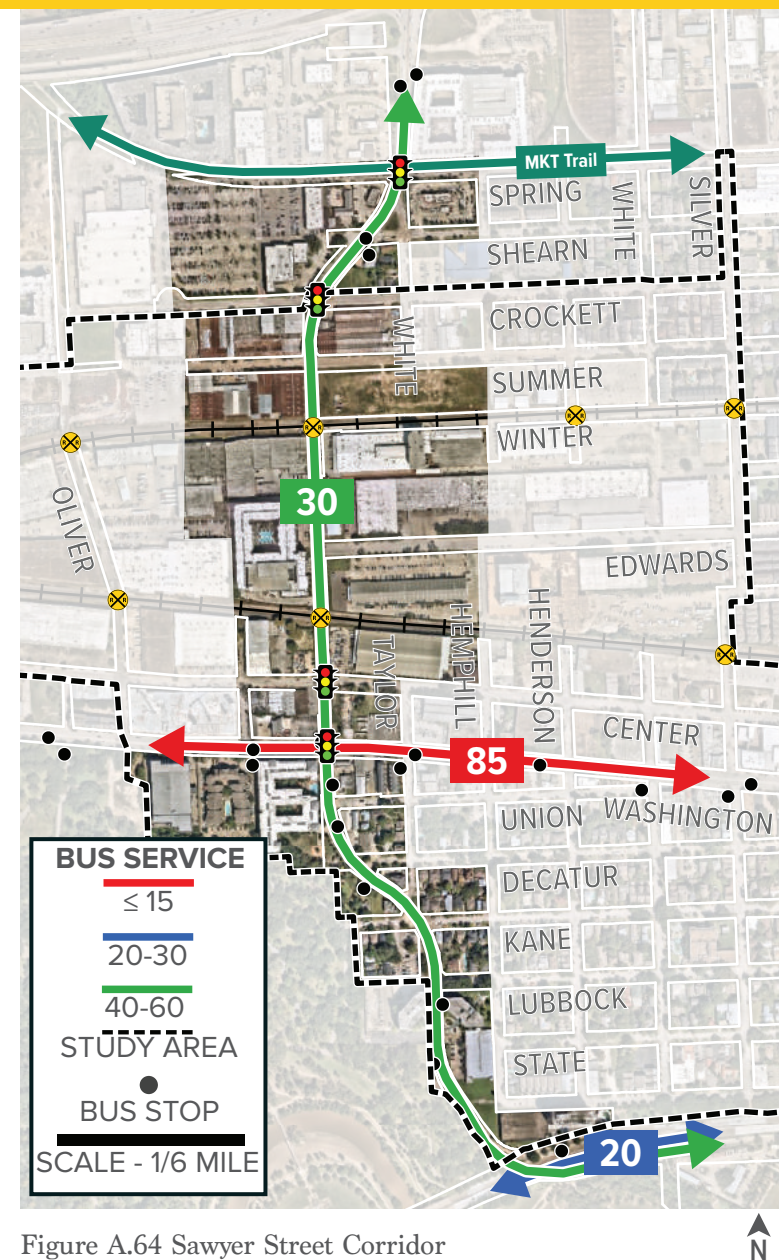 MKT Trail
SPRING
WHITE
SILVER
SHEARN
CROCKETT
WHITE
SUMMER
WINTER
30
OLIVER
EDWARDS
HENDERSON
HEMPHILL
TAYLOR
CENTER
85
UNION
WASHINGTON
DECATUR
KANE
LUBBOCK
STATE
20
BUS SERVICE
≤ 15
20-30
40-60
STUDY AREA
BUS STOP
SCALE - 1/6 MILE
Figure A.64 Sawyer Street Corridor
N